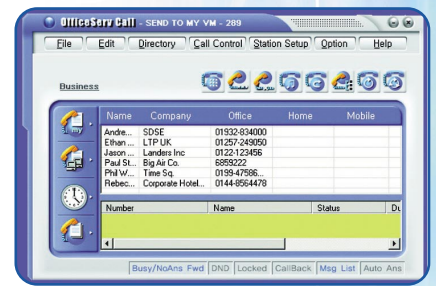 OfficeServ Call - SEND TO MY VM - 289
File Edit Directory Call Control Station Setup Option Help
Business
my
Name Company Office Home Mobile
Andre... SDSE 01932-834000
Ethan ... LTP UK 01257-249050
Jason ... Landers Inc 0122-123456
Paul St... Big Air Co. 6859222
Phil W... Time Sq. 0199-47586...
Rebec... Corporate Hotel... 0144-8564478
Number Name Status Du
Busy/NoAns Fwd DND Locked CallBack Msg List Auto Ans